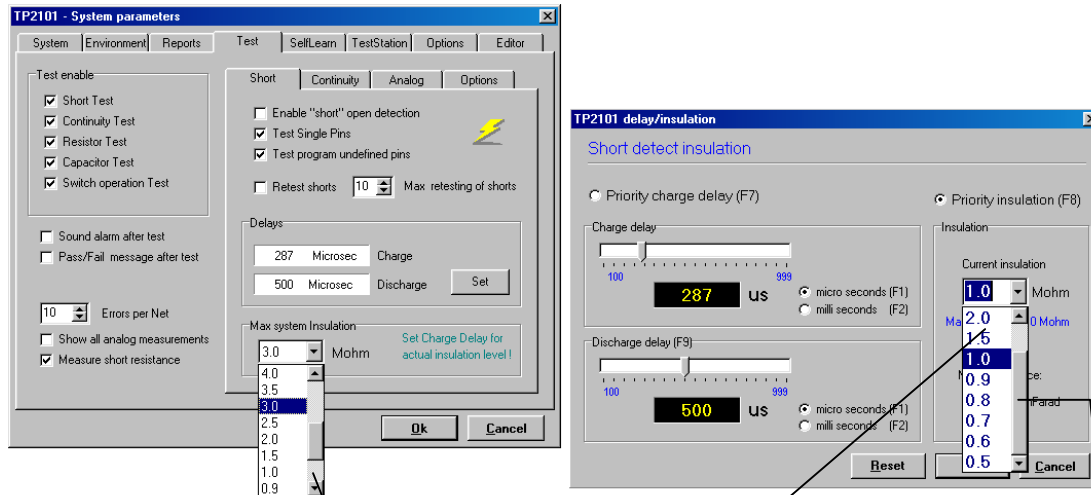 TP2101 - System parameters
System Environment Reports Test SelfLearn TestStation Options Editor
Test enable
Short Test
Continuity Test
Resistor Test
Capacitor Test
Switch operation Test
Sound alarm after test
Pass/Fail message after test
10 Errors per Net
Show all analog measurements
Measure short resistance
Short Continuity Analog Options
Enable "short" open detection
Test Single Pins
Test program undefined pins
Retest shorts 10 Max retesting of shorts
Delays
287 Microsec Charge
500 Microsec Discharge
Set
Max system Insulation
3.0 Mohm
Set Charge Delay for
actual insulation level !
4.0
3.5
3.0
2.5
2.0
1.5
1.0
0.9
Ok Cancel
TP2101 delay/insulation
Short detect insulation
Priority charge delay (F7)
Charge delay
100 999
287 us
micro seconds (F1)
milli seconds (F2)
Discharge delay (F9)
100 999
500 us
micro seconds (F1)
milli seconds (F2)
Priority insulation (F8)
Insulation
Current insulation
1.0 Mohm
2.0
1.5
1.0
0.9
0.8
0.7
0.6
0.5
0 Mohm
Reset Cancel